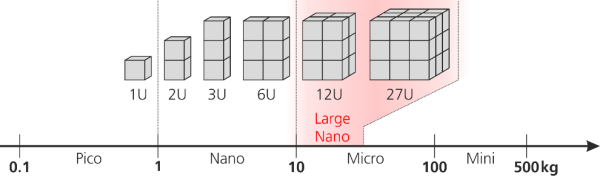 1U 2U 3U 6U 12U 27U
Large
Nano
Pico Nano Micro Mini
0.1 1 10 100 500kg